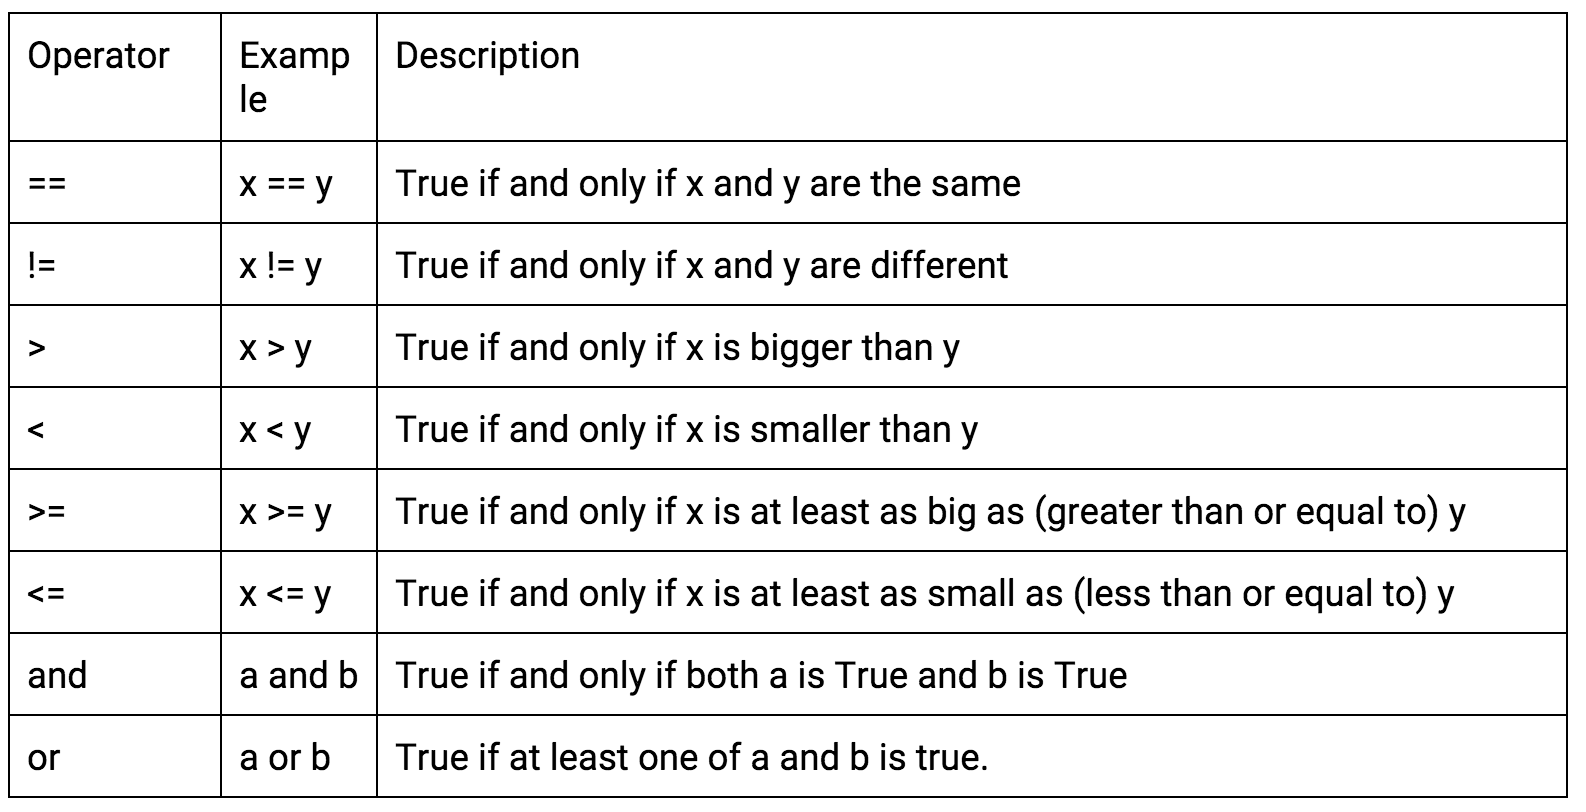 Operator Examp Description
le
== x == y True if and only if x and y are the same
!= x != y True if and only if x and y are different
> x > y True if and only if x is bigger than y
< x < y True if and only if x is smaller than y
>= x >= y True if and only if x is at least as big as (greater than or equal to) y
<= x <= y True if and only if x is at least as small as (less than or equal to) y
and a and b True if and only if both a is True and b is True
or a or b True if at least one of a and b is true.